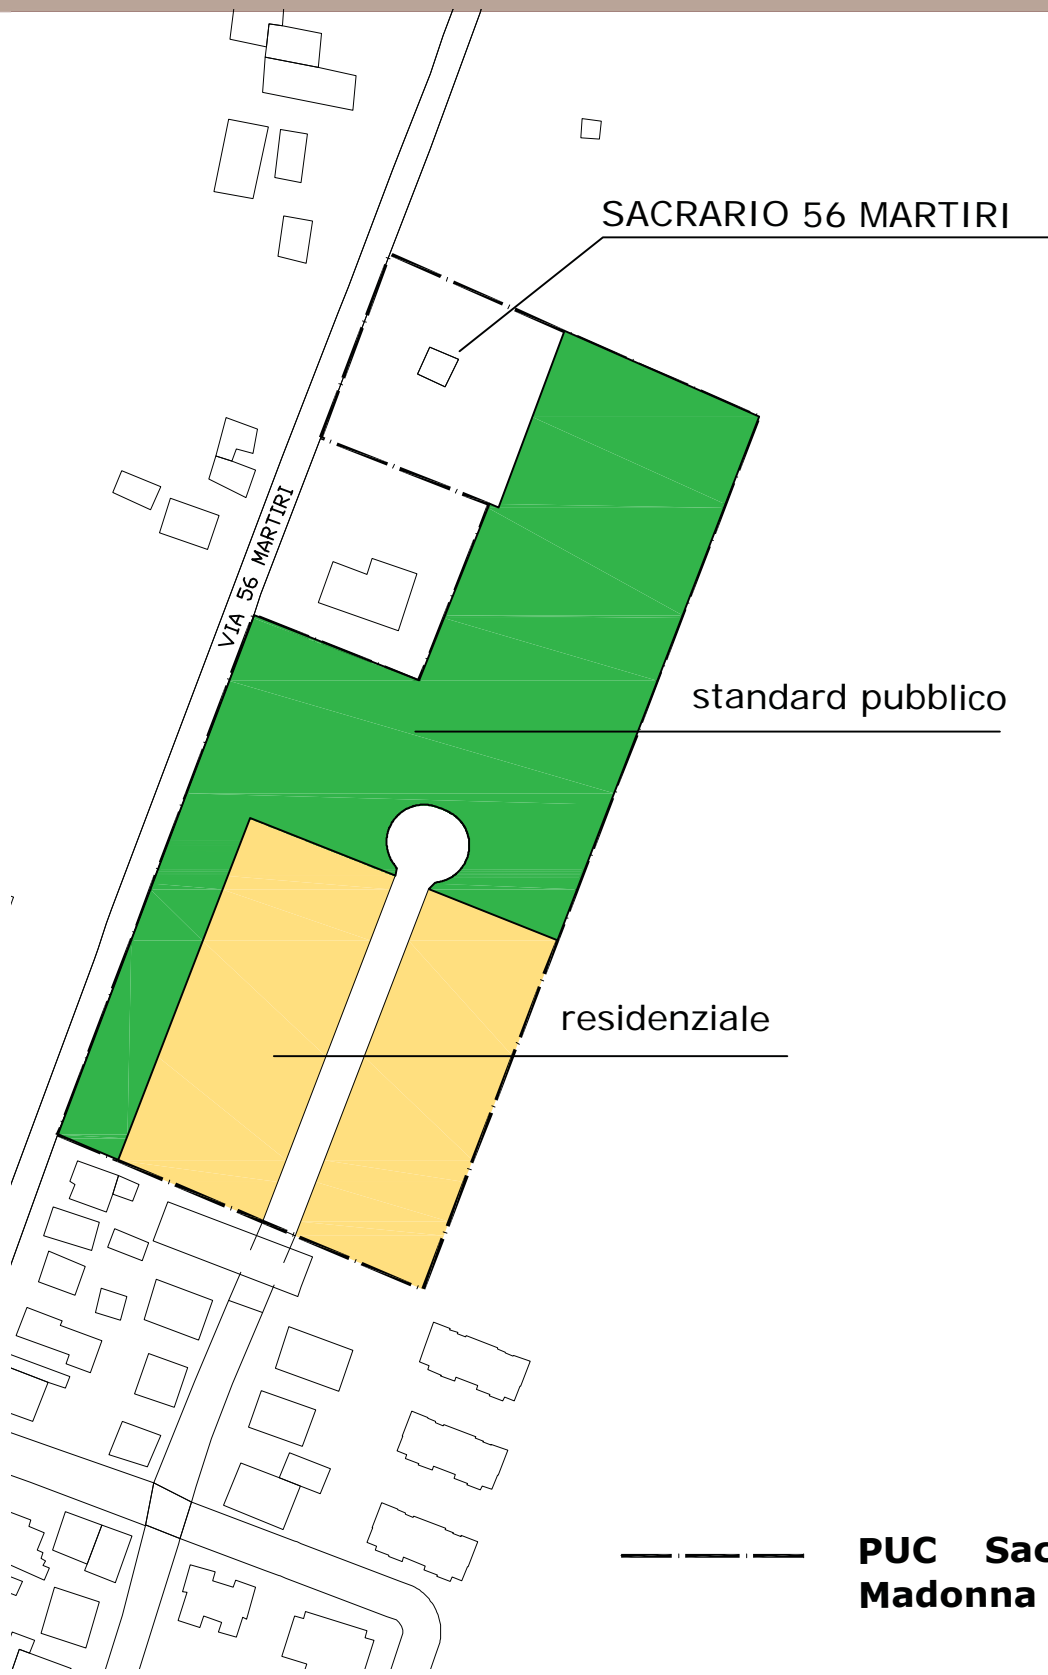 SACRARIO 56 MARTIRI
VIA 56 MARTIRI
standard pubblico
residenziale
PUC
Madonna